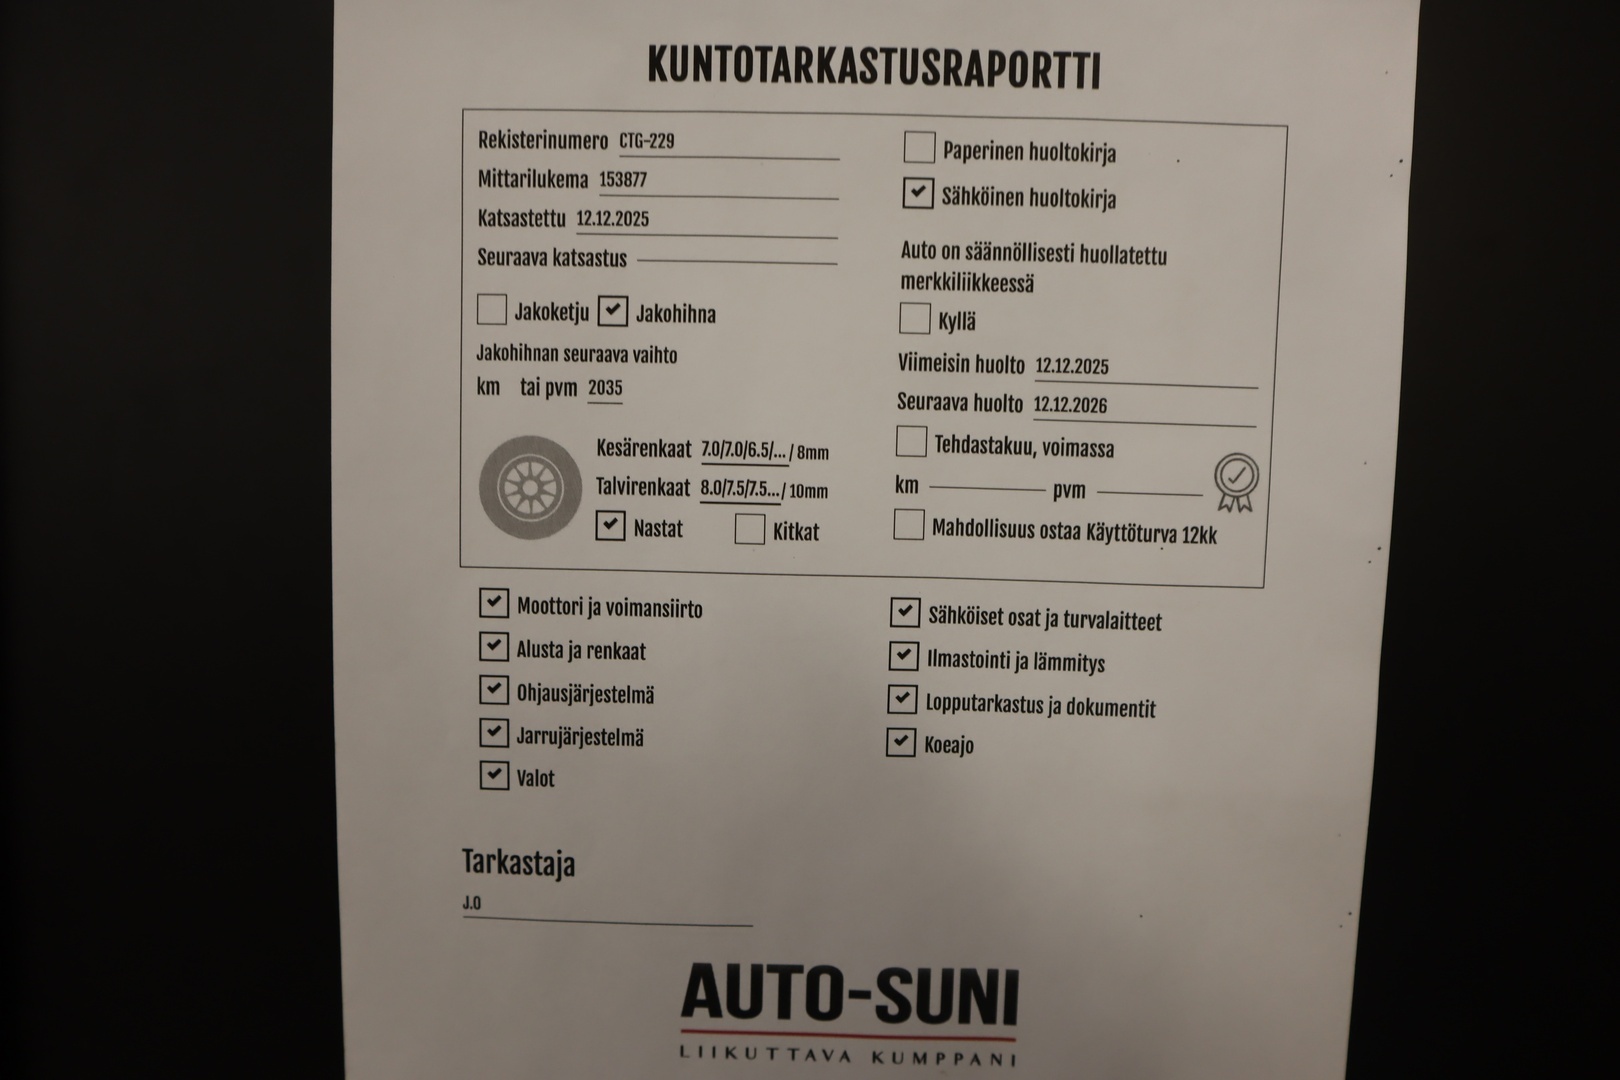 KUNTOTARKASTUSRAPORTTI
Rekisterinumero CTG-229
Mittarilukema 153877
Katsastettu 12.12.2025
Seuraava katsastus
Jakoketju Jakohihna
Jakohihnan seuraava vaihto
km tai pvm 2035
Kesärenkaat 7.0/7.0/6.5/... / 8mm
Talvirenkaat 8.0/7.5/7.5... / 10mm
Nastat Kitkat
Paperinen huoltokirja
Sähköinen huoltokirja
Auto on säännöllisesti huollatettu
merkkiliikkeessä
Kyllä
Viimeisin huolto 12.12.2025
Seuraava huolto 12.12.2026
Tehdastakuu, voimassa
km pvm
Mahdollisuus ostaa Käyttöturva 12kk
Moottori ja voimansiirto
Alusta ja renkaat
Ohjausjärjestelmä
Jarrujärjestelmä
Valot
Sähköiset osat ja turvalaitteet
Ilmastointi ja lämmitys
Lopputarkastus ja dokumentit
Koeajo
Tarkastaja
J.O
AUTO-SUNI
LIIKUTTAVA KUMPPANI